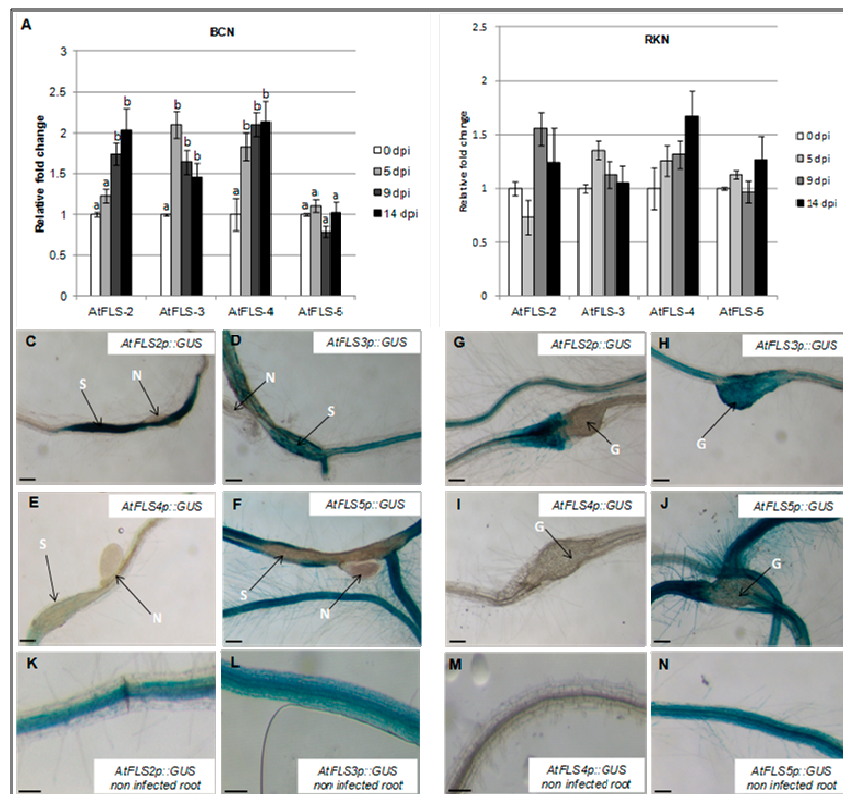 A
BCN
Relative fold change
3
2.5
2
1.5
1
0.5
0
a
a
b
b
a
b
b
b
a
b
b
b
a
a
a
a
AtFLS-2
AtFLS-3
AtFLS-4
AtFLS-5
0 dpi
5 dpi
9 dpi
14 dpi
RKN
Relative fold change
2.5
2
1.5
1
0.5
0
AtFLS-2
AtFLS-3
AtFLS-4
AtFLS-5
0 dpi
5 dpi
9 dpi
14 dpi
C
AtFLS2p::GUS
S
N
D
AtFLS3p::GUS
N
S
G
AtFLS2p::GUS
G
H
AtFLS3p::GUS
G
E
AtFLS4p::GUS
S
N
F
AtFLS5p::GUS
S
N
I
AtFLS4p::GUS
G
J
AtFLS5p::GUS
G
K
AtFLS2p::GUS
non infected root
L
AtFLS3p::GUS
non infected root
M
AtFLS4p::GUS
non infected root
N
AtFLS5p::GUS
non infected root